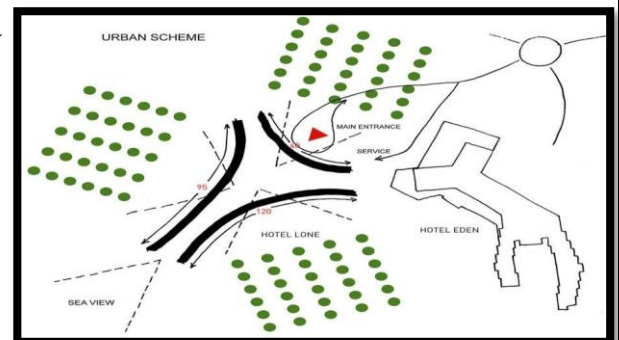 URBAN SCHEME
MAIN ENTRANCE
SERVICE
95
120
HOTEL LONE
HOTEL EDEN
SEA VIEW